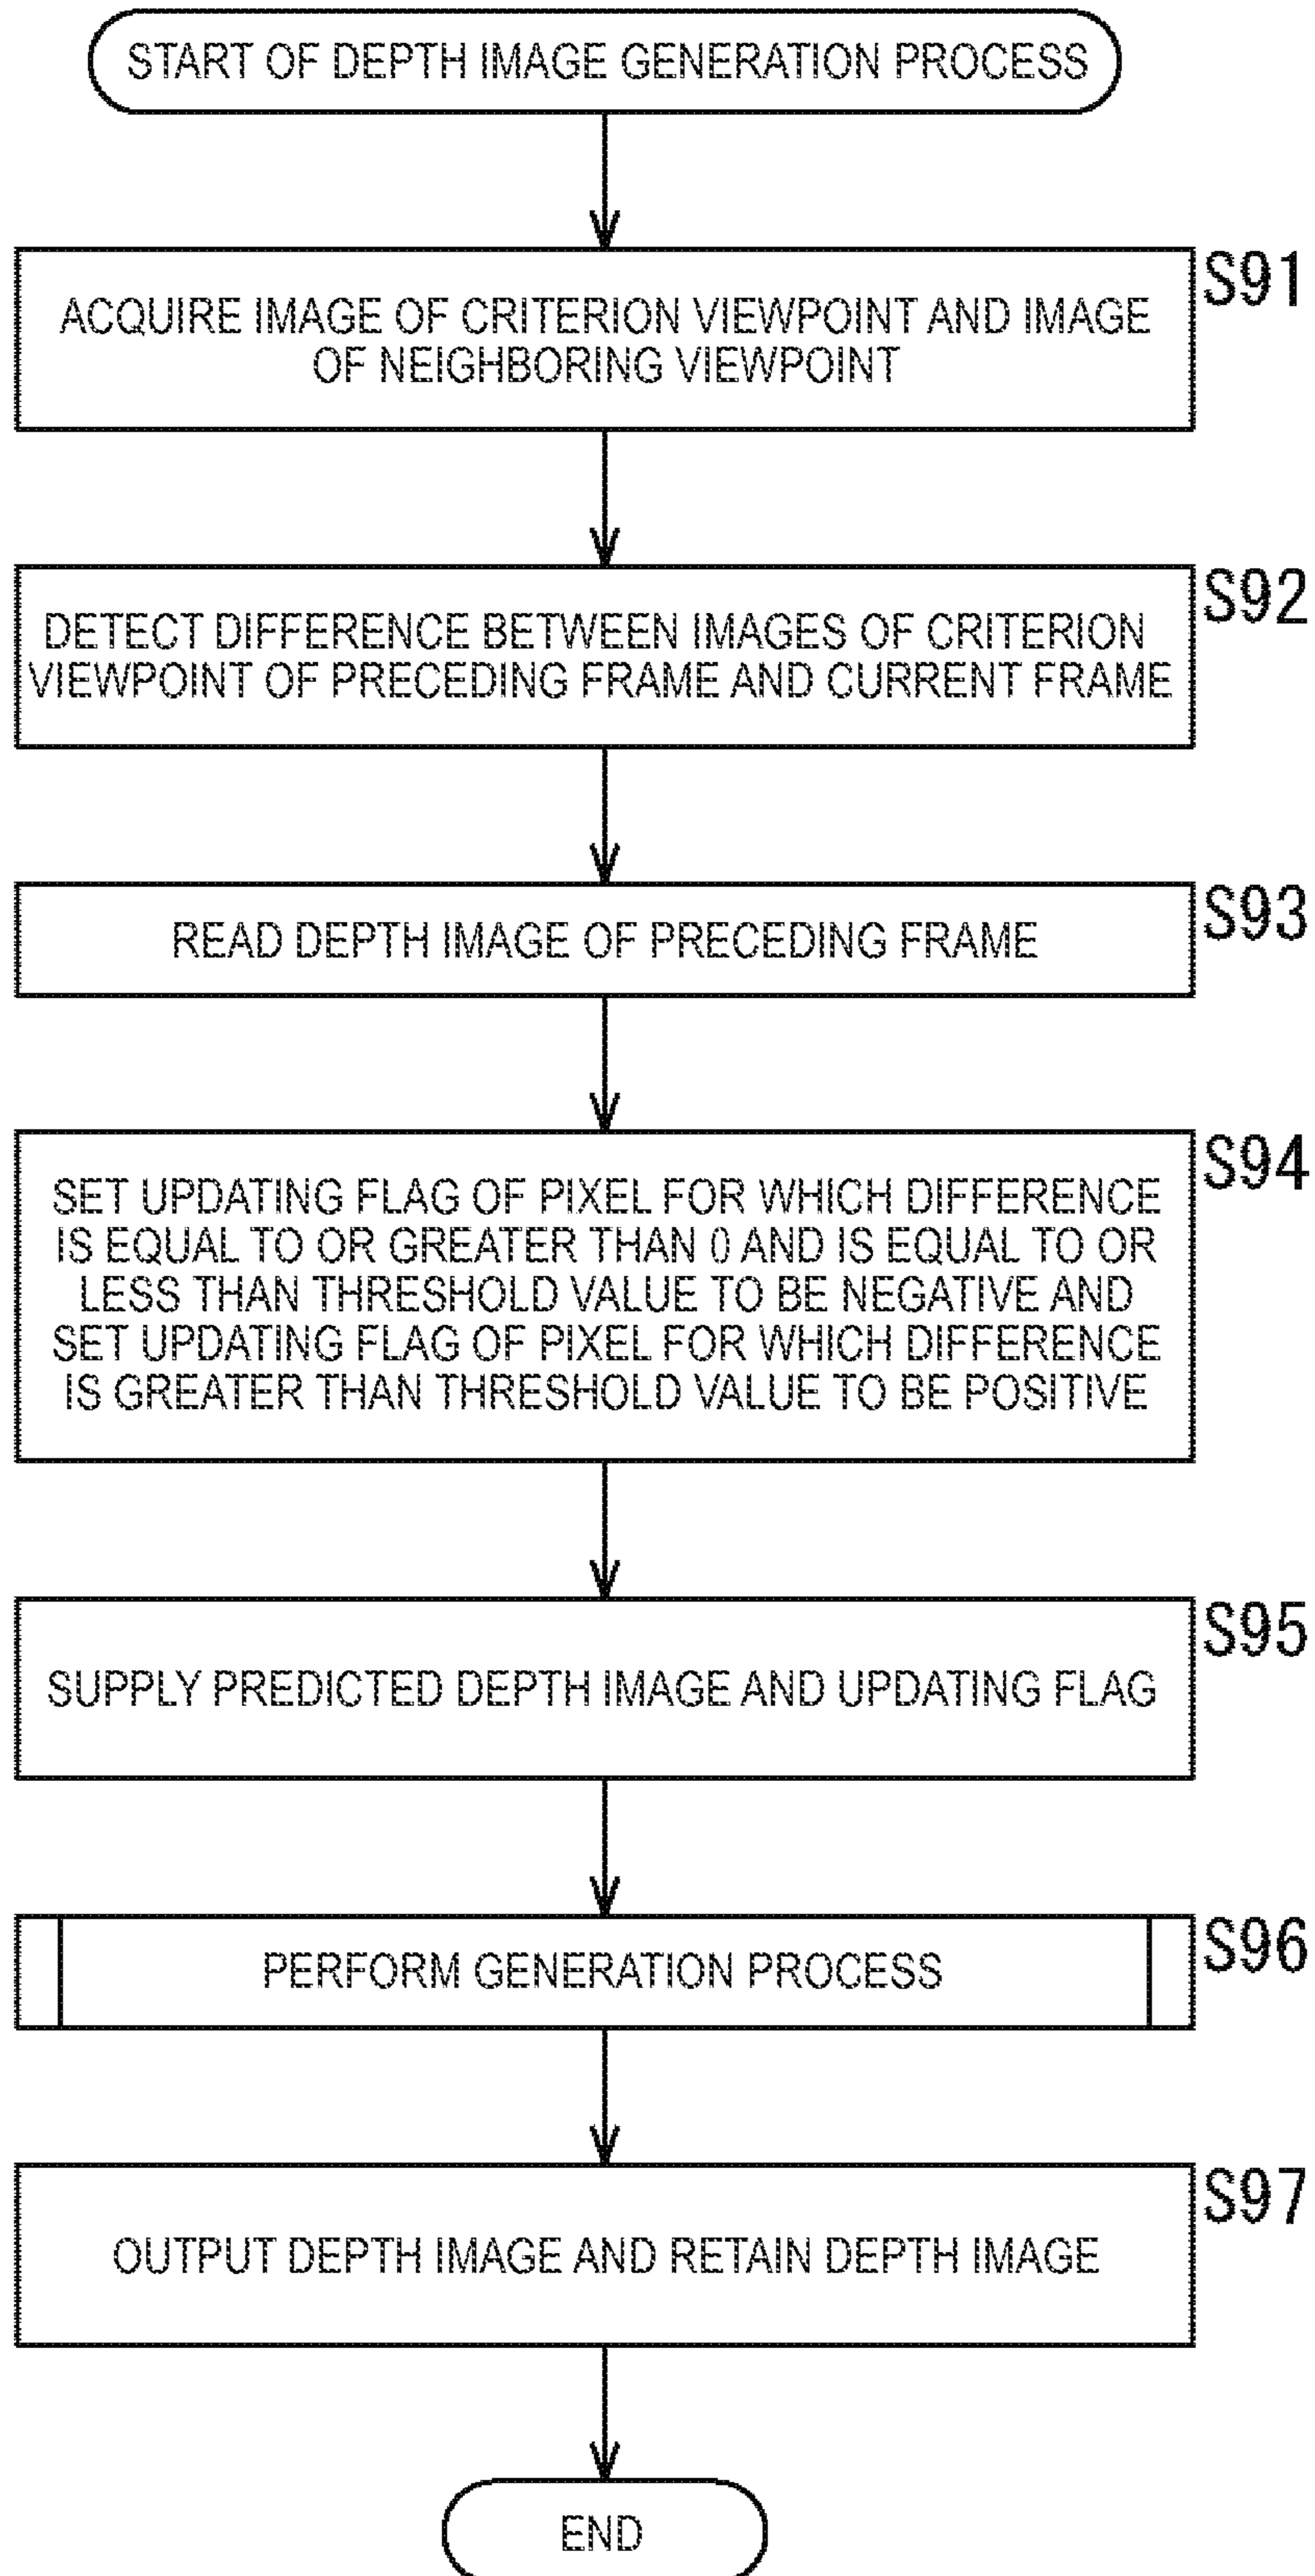 START OF DEPTH IMAGE GENERATION PROCESS
S91
ACQUIRE IMAGE OF CRITERION VIEWPOINT AND IMAGE
OF NEIGHBORING VIEWPOINT
S92
DETECT DIFFERENCE BETWEEN IMAGES OF CRITERION
VIEWPOINT OF PRECEDING FRAME AND CURRENT FRAME
S93
READ DEPTH IMAGE OF PRECEDING FRAME
S94
SET UPDATING FLAG OF PIXEL FOR WHICH DIFFERENCE
IS EQUAL TO OR GREATER THAN 0 AND IS EQUAL TO OR
LESS THAN THRESHOLD VALUE TO BE NEGATIVE AND
SET UPDATING FLAG OF PIXEL FOR WHICH DIFFERENCE
IS GREATER THAN THRESHOLD VALUE TO BE POSITIVE
S95
SUPPLY PREDICTED DEPTH IMAGE AND UPDATING FLAG
S96
PERFORM GENERATION PROCESS
S97
OUTPUT DEPTH IMAGE AND RETAIN DEPTH IMAGE
END